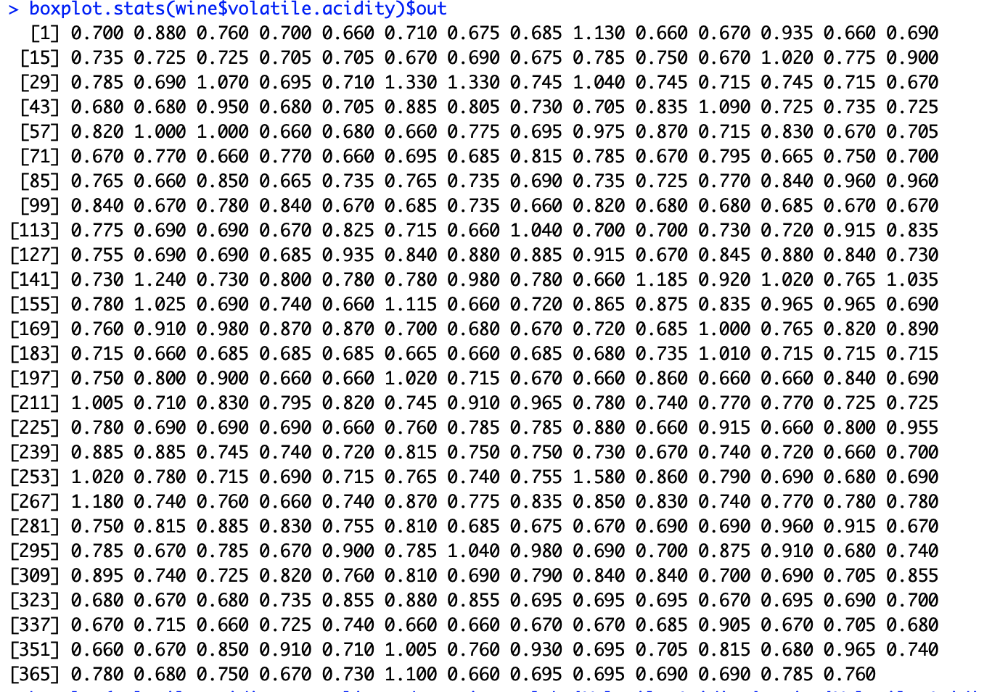 > boxplot.stats(wine$volatile.acidity)$out
[1] 0.700 0.880 0.760 0.700 0.660 0.710 0.675 0.685 1.130 0.660 0.670 0.935 0.660 0.690
[15] 0.735 0.725 0.725 0.705 0.705 0.670 0.690 0.675 0.785 0.750 0.670 1.020 0.775 0.900
[29] 0.785 0.690 1.070 0.695 0.710 1.330 1.330 0.745 1.040 0.745 0.715 0.745 0.715 0.670
[43] 0.680 0.680 0.950 0.680 0.705 0.885 0.805 0.730 0.705 0.835 1.090 0.725 0.735 0.725
[57] 0.820 1.000 1.000 0.660 0.680 0.660 0.775 0.695 0.975 0.870 0.715 0.830 0.670 0.705
[71] 0.670 0.770 0.660 0.770 0.660 0.695 0.685 0.815 0.785 0.670 0.795 0.665 0.750 0.700
[85] 0.765 0.660 0.850 0.665 0.735 0.765 0.735 0.690 0.735 0.725 0.770 0.840 0.960 0.960
[99] 0.840 0.670 0.780 0.840 0.670 0.685 0.735 0.660 0.820 0.680 0.680 0.685 0.670 0.670
[113] 0.775 0.690 0.690 0.670 0.825 0.715 0.660 1.040 0.700 0.700 0.730 0.720 0.915 0.835
[127] 0.755 0.690 0.690 0.685 0.935 0.840 0.880 0.885 0.915 0.670 0.845 0.880 0.840 0.730
[141] 0.730 1.240 0.730 0.800 0.780 0.780 0.980 0.780 0.660 1.185 0.920 1.020 0.765 1.035
[155] 0.780 1.025 0.690 0.740 0.660 1.115 0.660 0.720 0.865 0.875 0.835 0.965 0.965 0.690
[169] 0.760 0.910 0.980 0.870 0.870 0.700 0.680 0.670 0.720 0.685 1.000 0.765 0.820 0.890
[183] 0.715 0.660 0.685 0.685 0.685 0.665 0.660 0.685 0.680 0.735 1.010 0.715 0.715 0.715
[197] 0.750 0.800 0.900 0.660 0.660 1.020 0.715 0.670 0.660 0.860 0.660 0.660 0.840 0.690
[211] 1.005 0.710 0.830 0.795 0.820 0.745 0.910 0.965 0.780 0.740 0.770 0.770 0.725 0.725
[225] 0.780 0.690 0.690 0.690 0.660 0.760 0.785 0.785 0.880 0.660 0.915 0.660 0.800 0.955
[239] 0.885 0.885 0.745 0.740 0.720 0.815 0.750 0.750 0.730 0.670 0.740 0.720 0.660 0.700
[253] 1.020 0.780 0.715 0.690 0.715 0.765 0.740 0.755 1.580 0.860 0.790 0.690 0.680 0.690
[267] 1.180 0.740 0.760 0.660 0.740 0.870 0.775 0.835 0.850 0.830 0.740 0.770 0.780 0.780
[281] 0.750 0.815 0.885 0.830 0.755 0.810 0.685 0.675 0.670 0.690 0.690 0.960 0.915 0.670
[295] 0.785 0.670 0.785 0.670 0.900 0.785 1.040 0.980 0.690 0.700 0.875 0.910 0.680 0.740
[309] 0.895 0.740 0.725 0.820 0.760 0.810 0.690 0.790 0.840 0.840 0.700 0.690 0.705 0.855
[323] 0.680 0.670 0.680 0.735 0.855 0.880 0.855 0.695 0.695 0.695 0.670 0.695 0.690 0.700
[337] 0.670 0.715 0.660 0.725 0.740 0.660 0.660 0.670 0.670 0.685 0.905 0.670 0.705 0.680
[351] 0.660 0.670 0.850 0.910 0.710 1.005 0.760 0.930 0.695 0.705 0.815 0.680 0.965 0.740
[365] 0.780 0.680 0.750 0.670 0.730 1.100 0.660 0.695 0.695 0.690 0.690 0.785 0.760